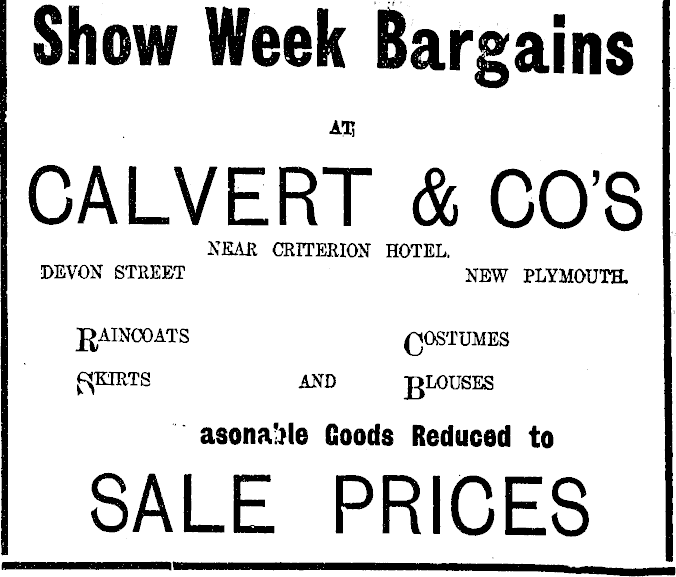 Show Week Bargains
AT
CALVERT & CO'S
NEAR CRITERION HOTEL.
DEVON STREET NEW PLYMOUTH.
RAINCOATS COSTUMES
SKIRTS AND BLOUSES
asonable Goods Reduced to
SALE PRICES